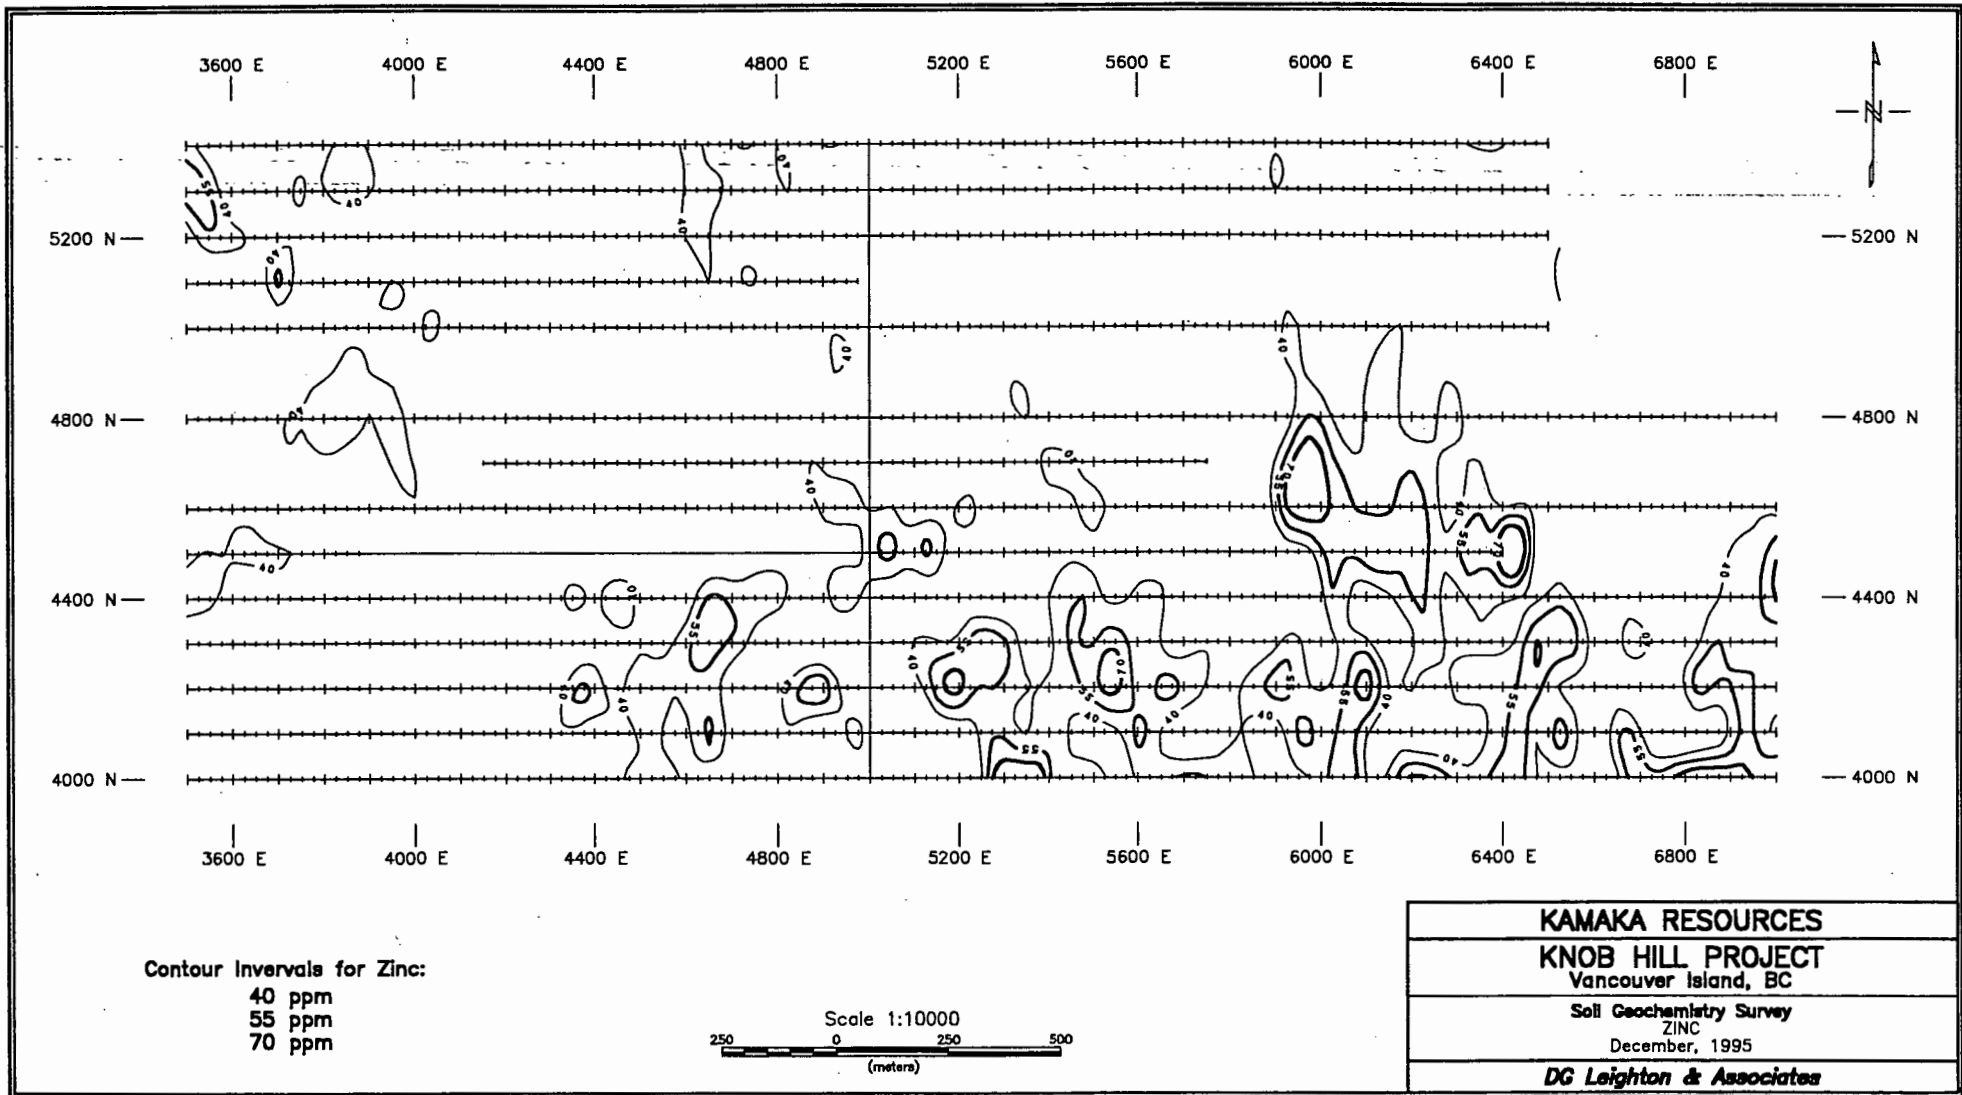 3600 E 4000 E 4400 E 4800 E 5200 E 5600 E 6000 E 6400 E 6800 E
N
5200 N 5200 N
4800 N 4800 N
4400 N 4400 N
4000 N 4000 N
3600 E 4000 E 4400 E 4800 E 5200 E 5600 E 6000 E 6400 E 6800 E
Contour Invervals for Zinc:
40 ppm
55 ppm
70 ppm
Scale 1:10000
250 0 250 500
(meters)
KAMAKA RESOURCES
KNOB HILL PROJECT
Vancouver Island, BC
Soil Geochemistry Survey
ZINC
December, 1995
DG Leighton & Associates